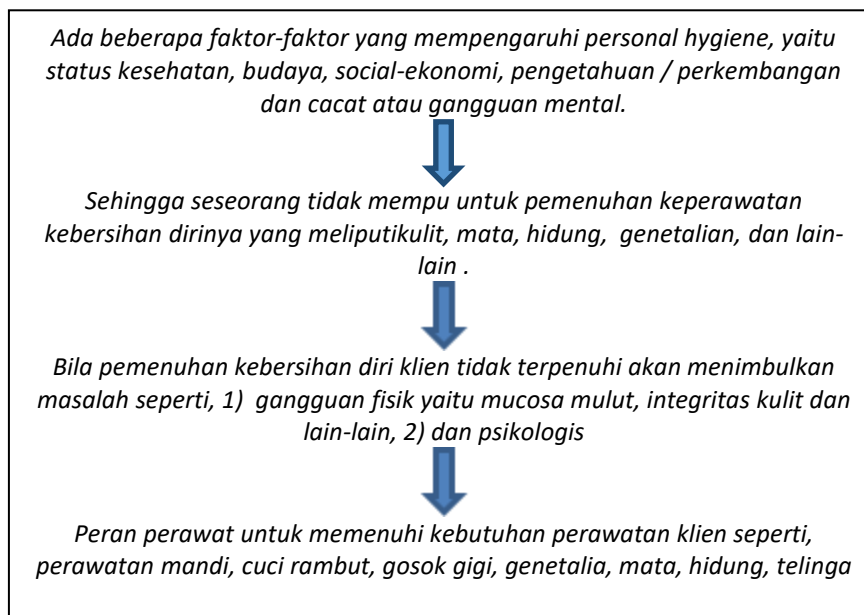 Ada beberapa faktor-faktor yang mempengaruhi personal hygiene, yaitu
status kesehatan, budaya, social-ekonomi, pengetahuan / perkembangan
dan cacat atau gangguan mental.
Sehingga seseorang tidak mempu untuk pemenuhan keperawatan
kebersihan dirinya yang meliputikulit, mata, hidung, genetalian, dan lain-
lain .
Bila pemenuhan kebersihan diri klien tidak terpenuhi akan menimbulkan
masalah seperti, 1) gangguan fisik yaitu mucosa mulut, integritas kulit dan
lain-lain, 2) dan psikologis
Peran perawat untuk memenuhi kebutuhan perawatan klien seperti,
perawatan mandi, cuci rambut, gosok gigi, genetalia, mata, hidung, telinga